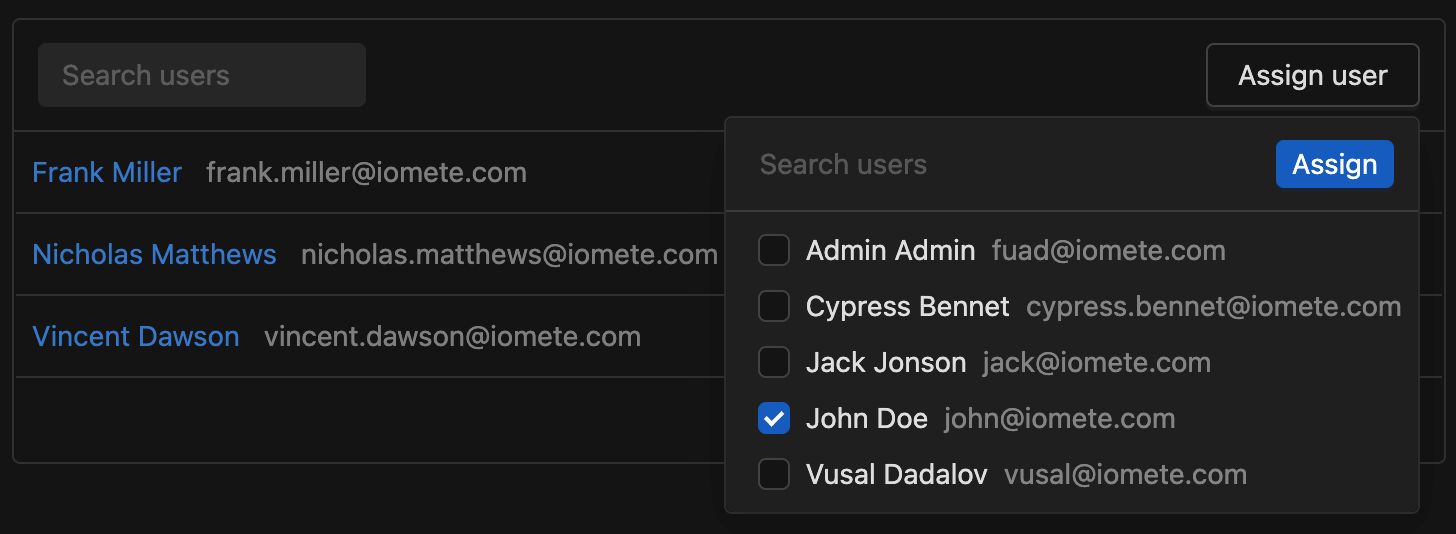 Search users
Assign user
Frank Miller frank.miller@iomete.com
Nicholas Matthews nicholas.matthews@iomete.com
Vincent Dawson vincent.dawson@iomete.com
Search users
Assign
Admin Admin fuad@iomete.com
Cypress Bennet cypress.bennet@iomete.com
Jack Jonson jack@iomete.com
John Doe john@iomete.com
Vusal Dadalov vusal@iomete.com